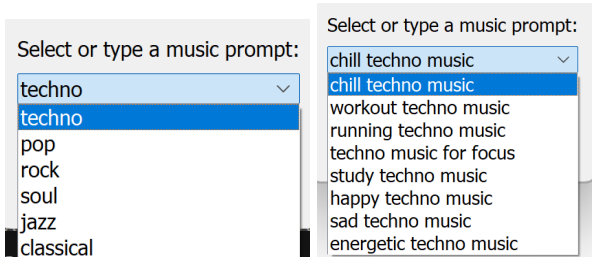 Select or type a music prompt:
techno
techno
pop
rock
soul
jazz
classical
Select or type a music prompt:
chill techno music
chill techno music
workout techno music
running techno music
techno music for focus
study techno music
happy techno music
sad techno music
energetic techno music